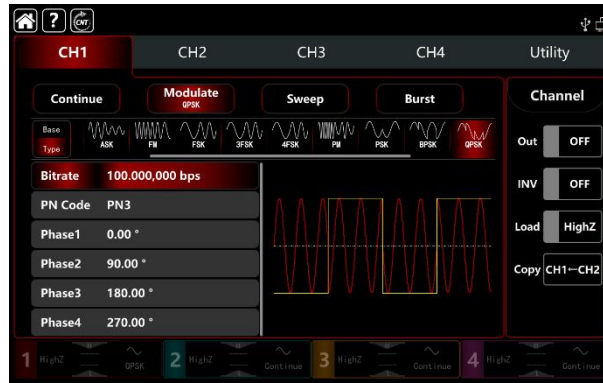 ?
CNT
CH1 CH2 CH3 CH4 Utility
Continue Modulate QPSK Sweep Burst Channel
Base
Type
ASK FM FSK 3FSK 4FSK PM PSK BPSK QPSK
Out OFF
Bitrate 100.000,000 bps
INV OFF
PN Code PN3
Phase1 0.00 °
Load HighZ
Phase2 90.00 °
Copy CH1←CH2
Phase3 180.00 °
Phase4 270.00 °
1 HighZ QPSK 2 HighZ Continue 3 HighZ Continue 4 HighZ Continue